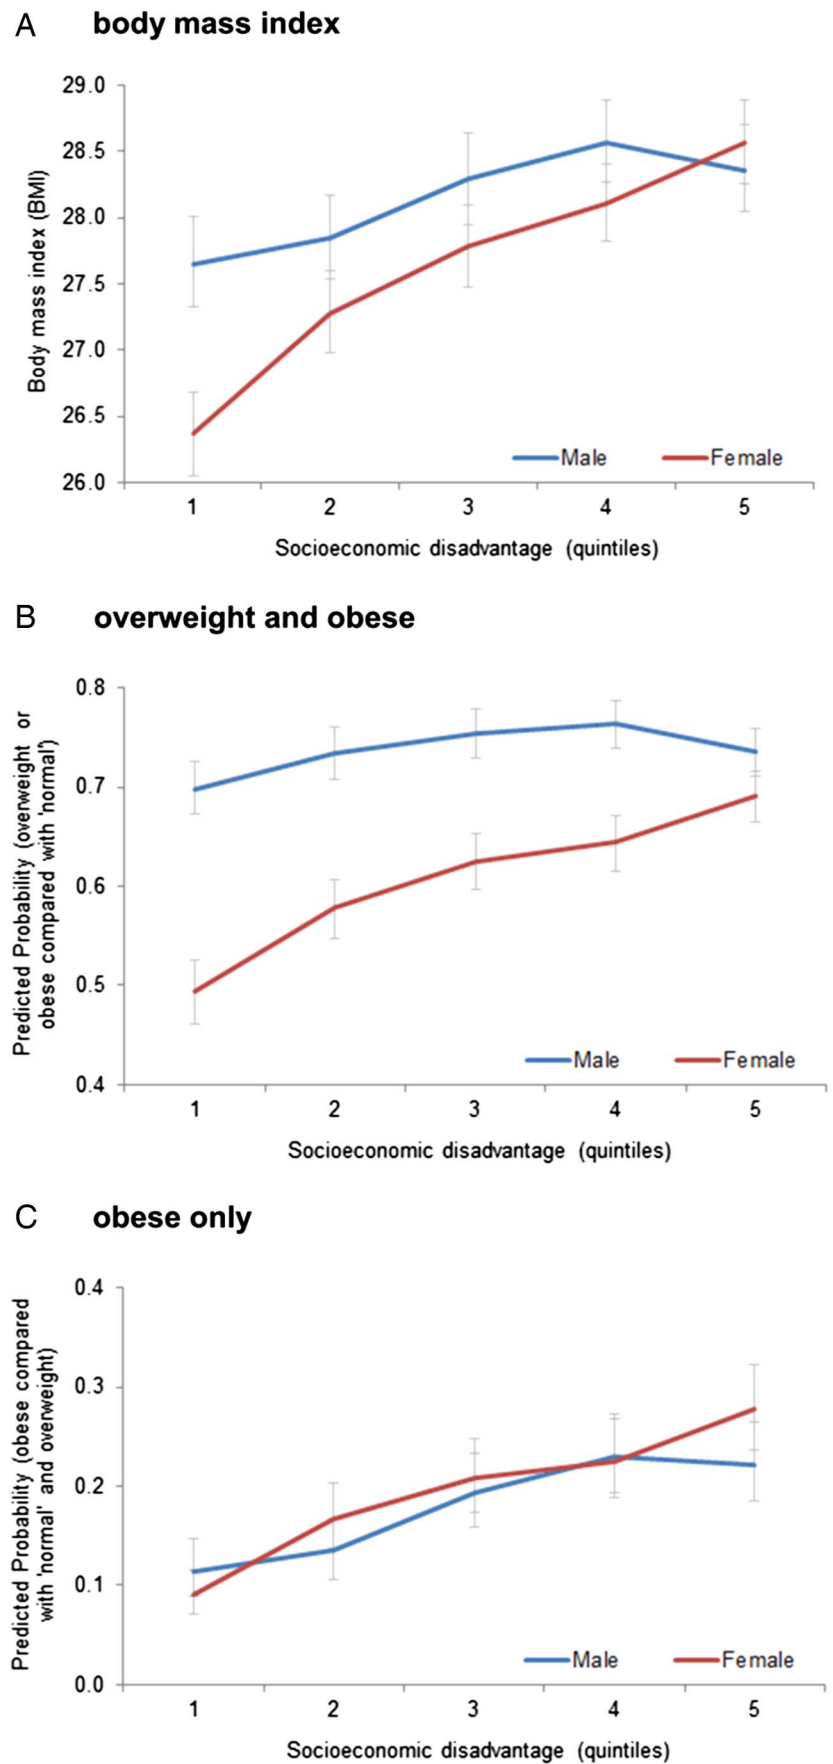 A body mass index
29.0
28.5
28.0
27.5
27.0
26.5
26.0
Body mass index (BMI)
Male Female
1 2 3 4 5
Socioeconomic disadvantage (quintiles)
B overweight and obese
0.8
0.7
0.6
0.5
0.4
Predicted Probability (overweight or
obese compared with 'normal')
Male Female
1 2 3 4 5
Socioeconomic disadvantage (quintiles)
C obese only
0.4
0.3
0.2
0.1
0.0
Predicted Probability (obese compared
with 'normal' and overweight)
Male Female
1 2 3 4 5
Socioeconomic disadvantage (quintiles)